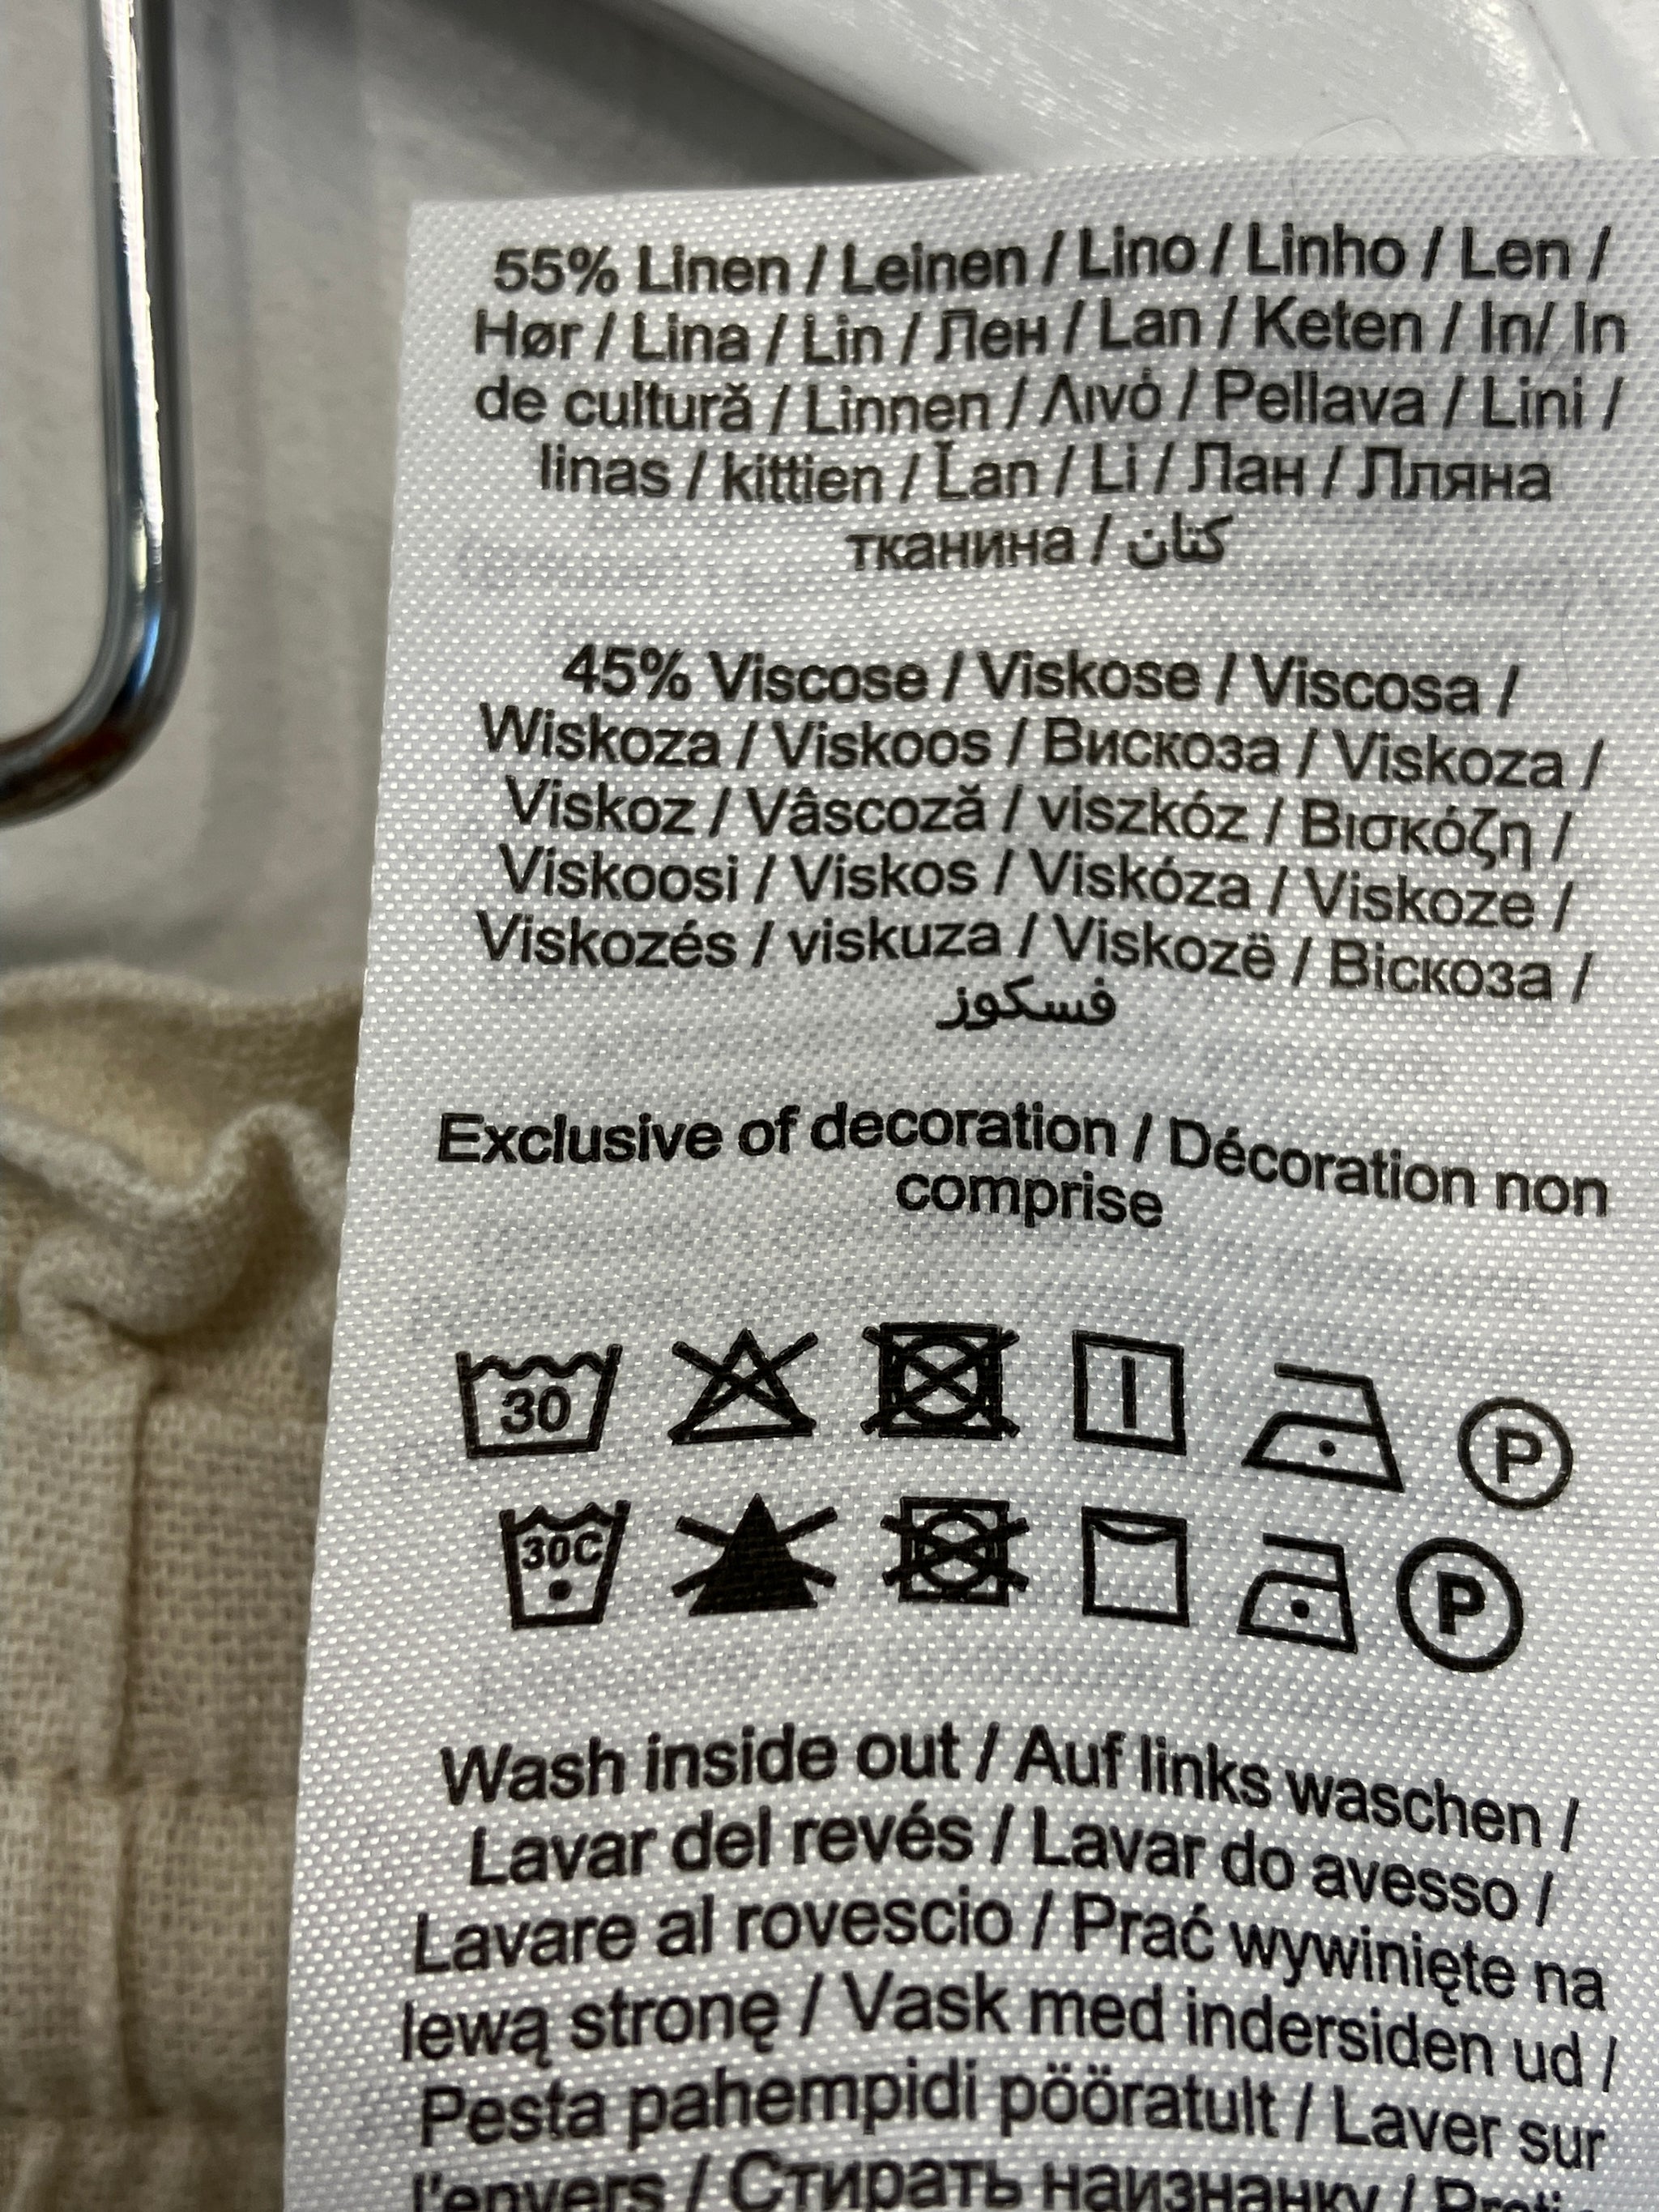 55% Linen / Leinen / Lino / Linho / Len /
Hør / Lina / Lin / Лен / Lan / Keten / In/ In
de cultură / Linnen / Λινό / Pellava / Lini /
linas / kittien / Ľan / Li / Лан / Лляна
тканина / كتان
45% Viscose / Viskose / Viscosa /
Wiskoza / Viskoos / Вискоза / Viskoza /
Viskoz / Vâscoză / viszkóz / Βισκόζη /
Viskoosi / Viskos / Viskóza / Viskoze /
Viskozés / viskuza / Viskozë / Віскоза /
فسكوز
Exclusive of decoration / Décoration non
comprise
30 P
30C P
Wash inside out / Auf links waschen /
Lavar del revés / Lavar do avesso /
Lavare al rovescio / Prać wywinięte na
lewą stronę / Vask med indersiden ud /
Pesta pahempidi pööratult / Laver sur
l'envers / Стирать наизнанку /